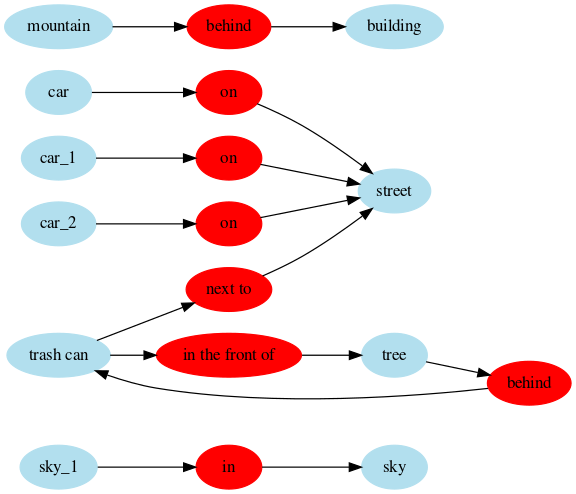 mountain behind building
car on
car_1 on
street
car_2 on
next to
trash can in the front of tree
behind
sky_1 in sky